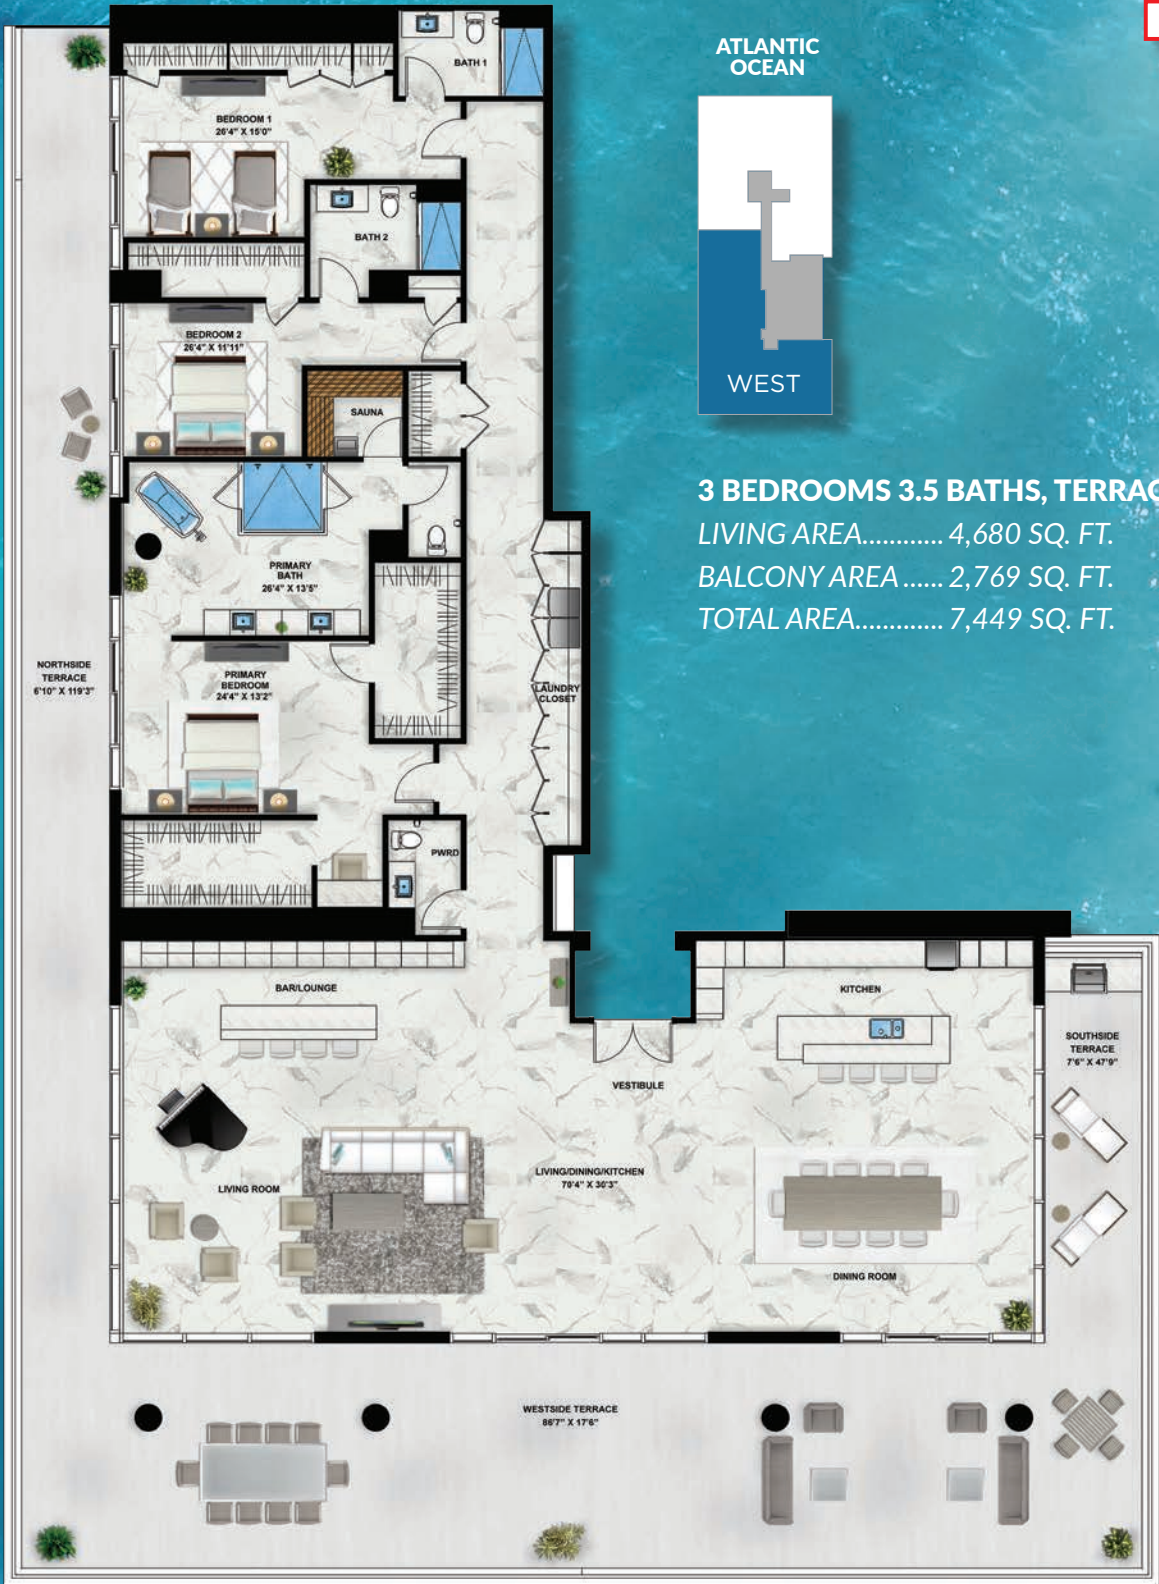 ATLANTIC
OCEAN
WEST
3 BEDROOMS 3.5 BATHS,
LIVING AREA............ 4,680 SQ. FT.
BALCONY AREA ...... 2,769 SQ. FT.
TOTAL AREA............. 7,449 SQ. FT.
BATH 1
BEDROOM 1
26'4" X 15'0"
BATH 2
BEDROOM 2
26'4" X 11'11"
SAUNA
PRIMARY
BATH
26'4" X 13'5"
NORTHSIDE
TERRACE
6'10" X 119'3"
PRIMARY
BEDROOM
24'4" X 13'2"
LAUNDRY
CLOSET
PWRD
BAR/LOUNGE
KITCHEN
SOUTHSIDE
TERRACE
7'6" X 47'9"
VESTIBULE
LIVING/DINING/KITCHEN
70'4" X 30'3"
LIVING ROOM
DINING ROOM
WESTSIDE TERRACE
86'7" X 17'6"